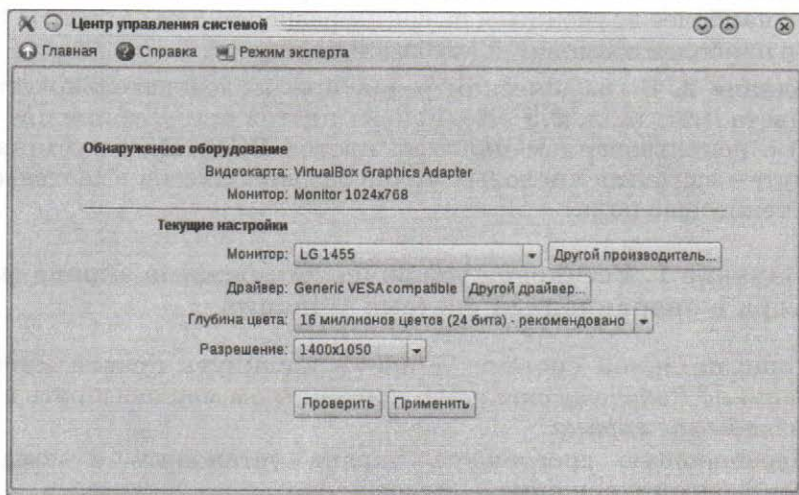 Центр управления системой
Главная Справка Режим эксперта
Обнаруженное оборудование
Видеокарта: VirtualBox Graphics Adapter
Монитор: Monitor 1024x768
Текущие настройки
Монитор: LG 1455 Другой производитель...
Драйвер: Generic VESA compatible Другой драйвер...
Глубина цвета: 16 миллионов цветов (24 бита) - рекомендовано
Разрешение: 1400x1050
Проверить Применить